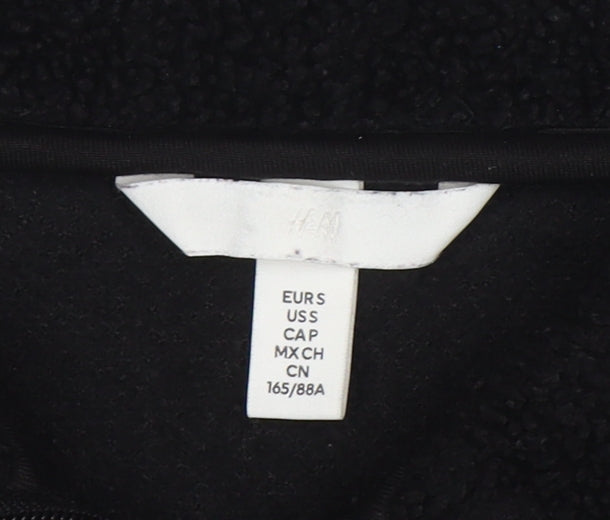 H&M
EUR S
US S
CA P
MX CH
CN
165/88A